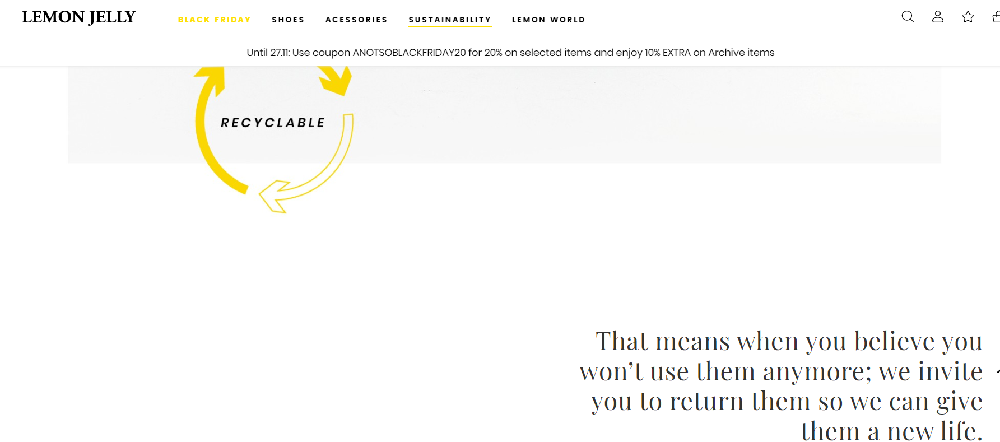 LEMON JELLY
BLACK FRIDAY SHOES ACESSORIES SUSTAINABILITY LEMON WORLD
Until 27.11: Use coupon ANOTSOBLACKFRIDAY20 for 20% on selected items and enjoy 10% EXTRA on Archive items
RECYCLABLE
That means when you believe you
won’t use them anymore; we invite
you to return them so we can give
them a new life.